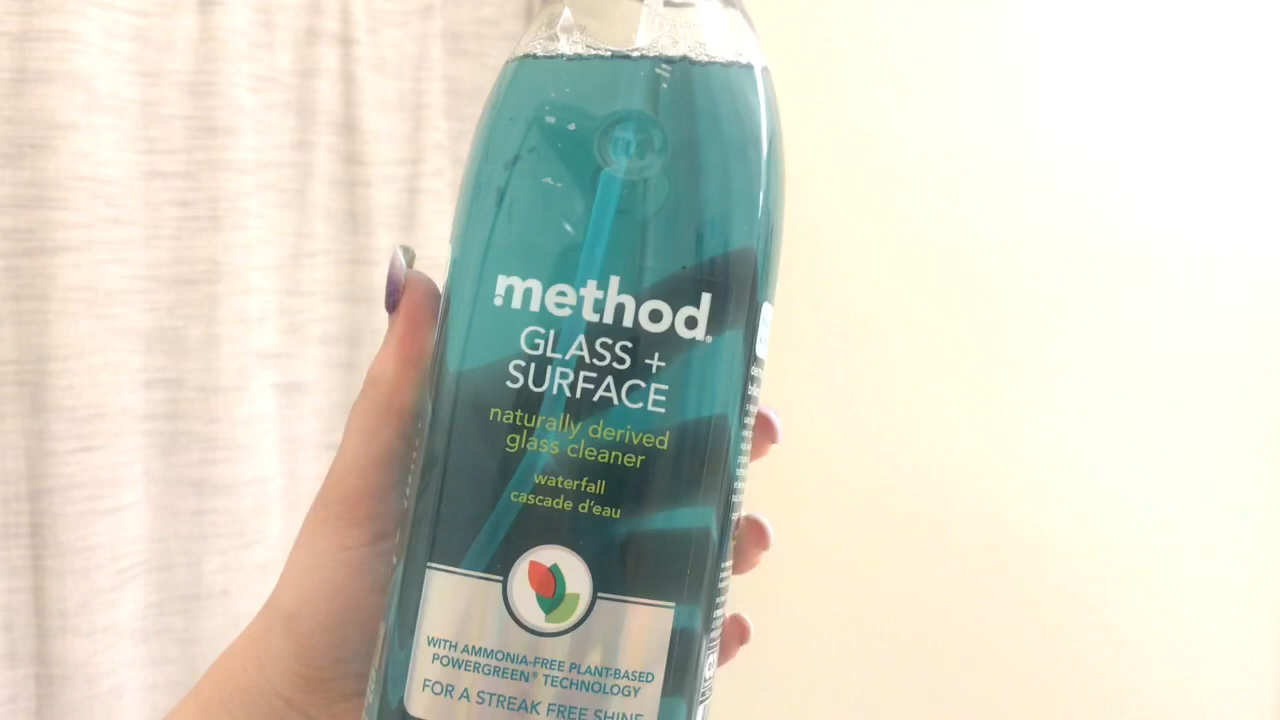 method®
GLASS +
SURFACE
naturally derived
glass cleaner
waterfall
cascade d'eau
WITH AMMONIA-FREE PLANT-BASED
POWERGREEN® TECHNOLOGY
FOR A STREAK FREE SHINE